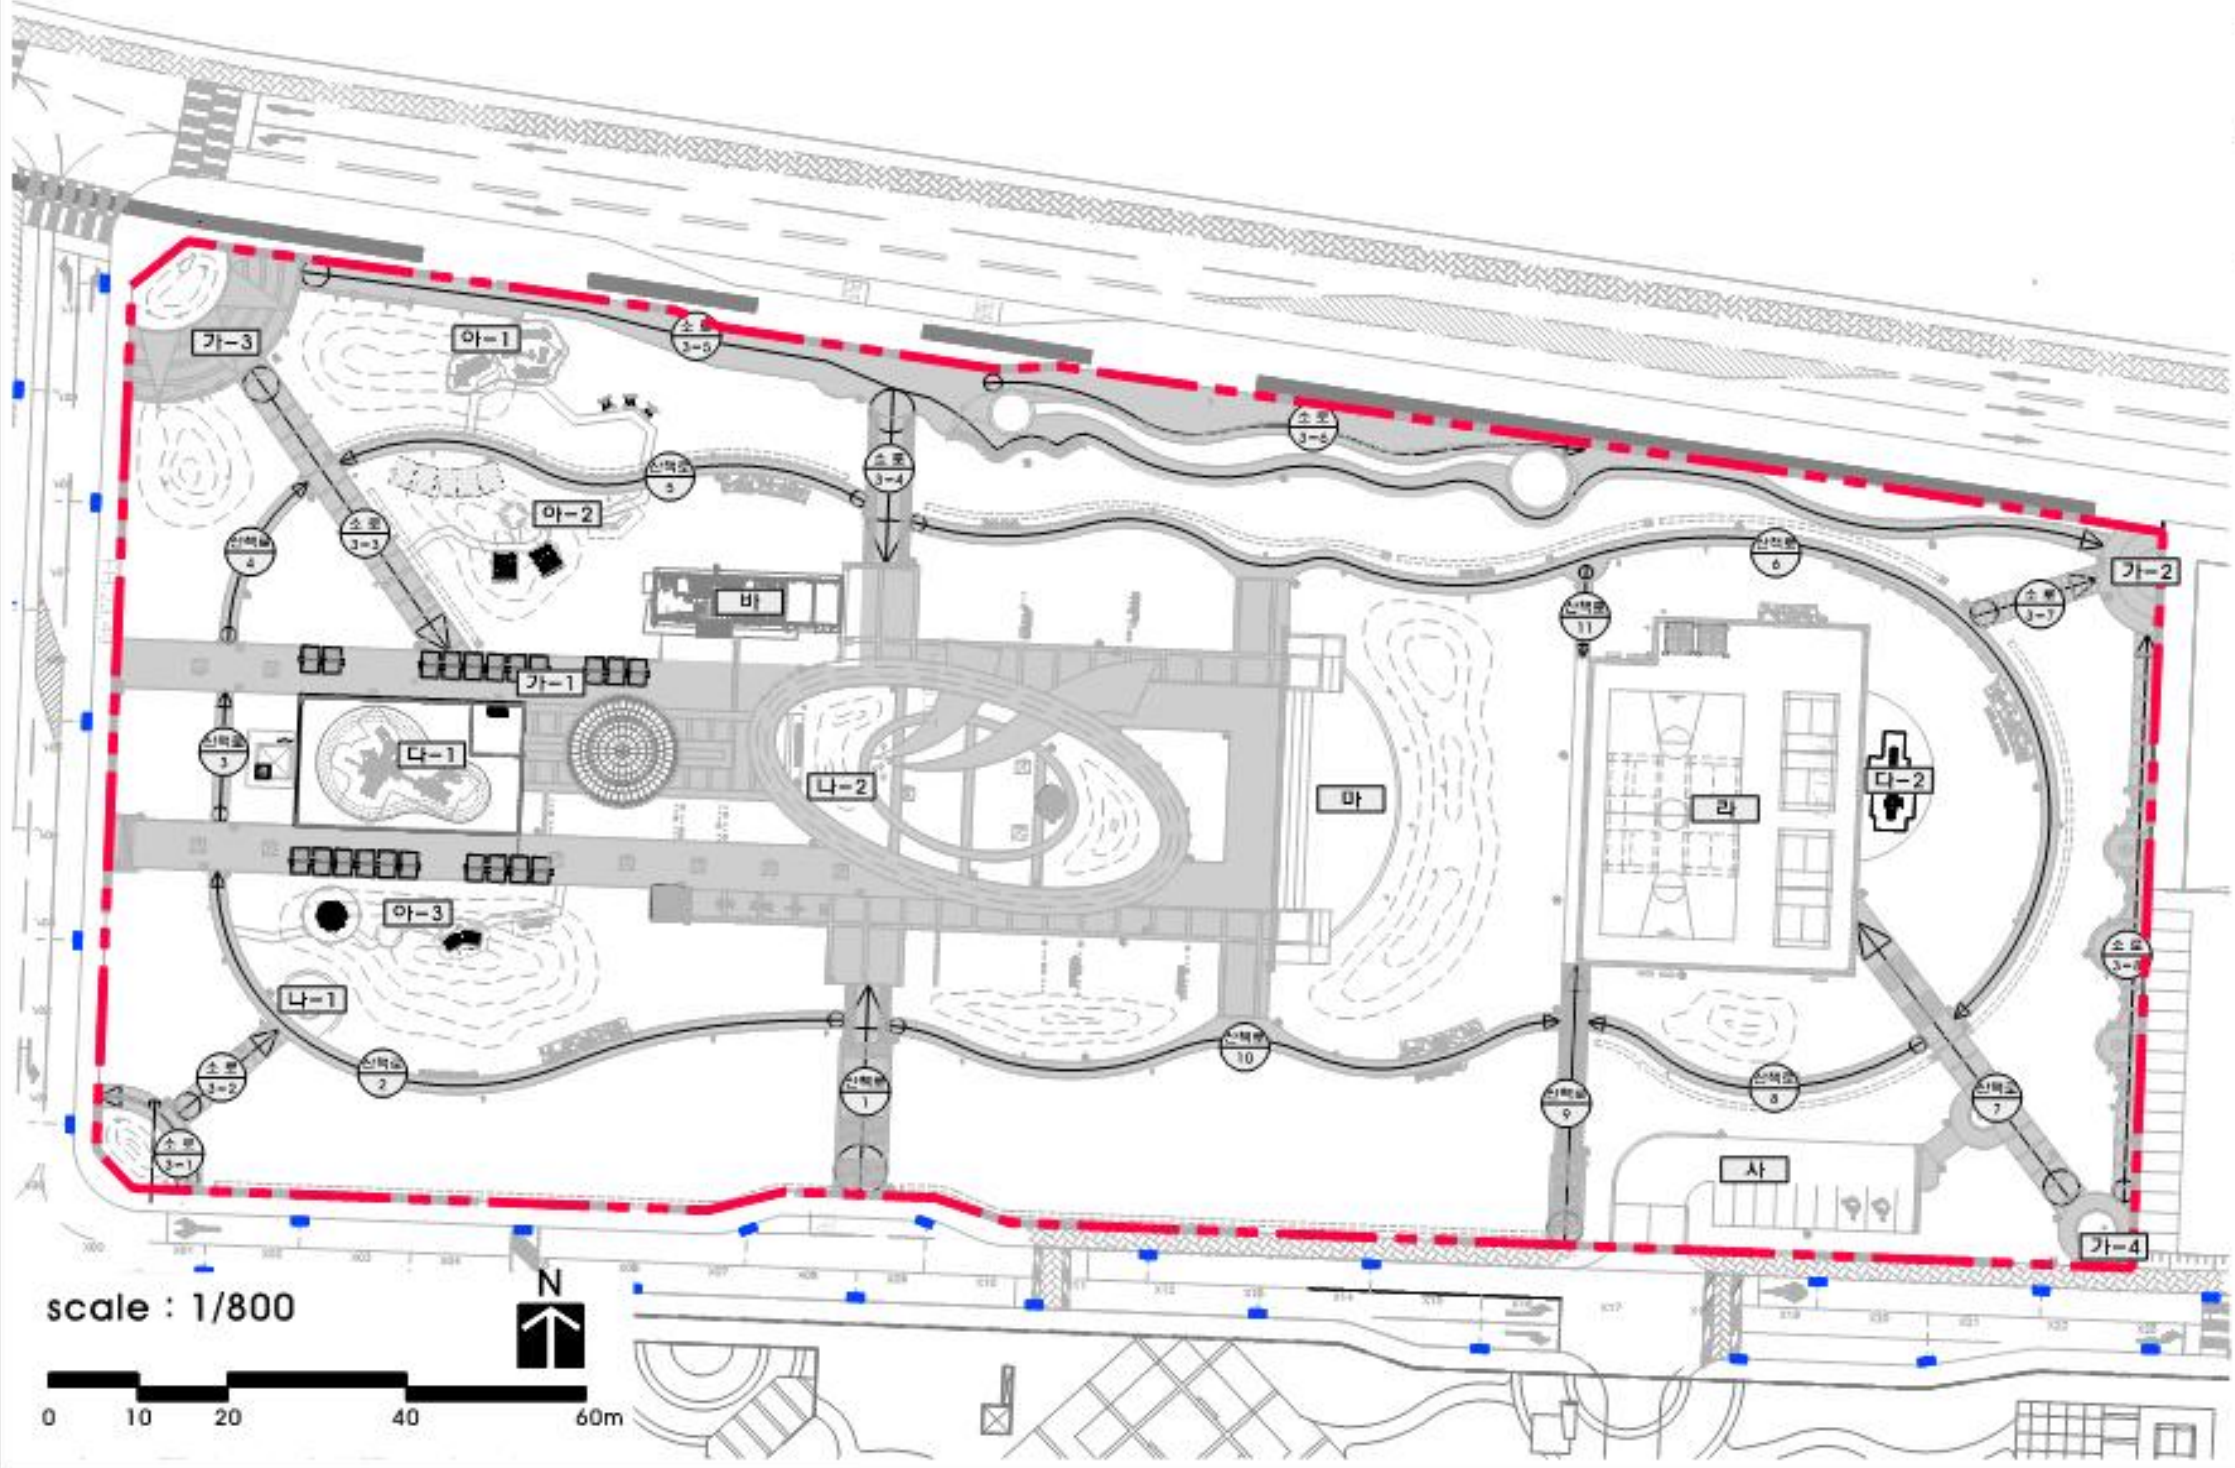 가-3
아-1
소로
3-5
소로
3-6
산책로
5
소로
3-4
아-2
소로
3-3
산책로
4
산책로
6
가-2
소로
3-7
바
산책로
11
가-1
다-1
산책로
3
나-2
마
라
다-2
아-3
소로
나-1
산책로
2
소로
3-2
산책로
10
산책로
1
산책로
9
산책로
8
산책로
7
소로
3-1
사
가-4
N
scale : 1/800
0 10 20 40 60m